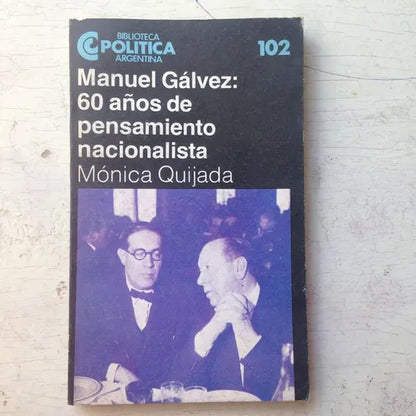 BIBLIOTECA
POLITICA
ARGENTINA
102
Manuel Gálvez:
60 años de
pensamiento
nacionalista
Mónica Quijada